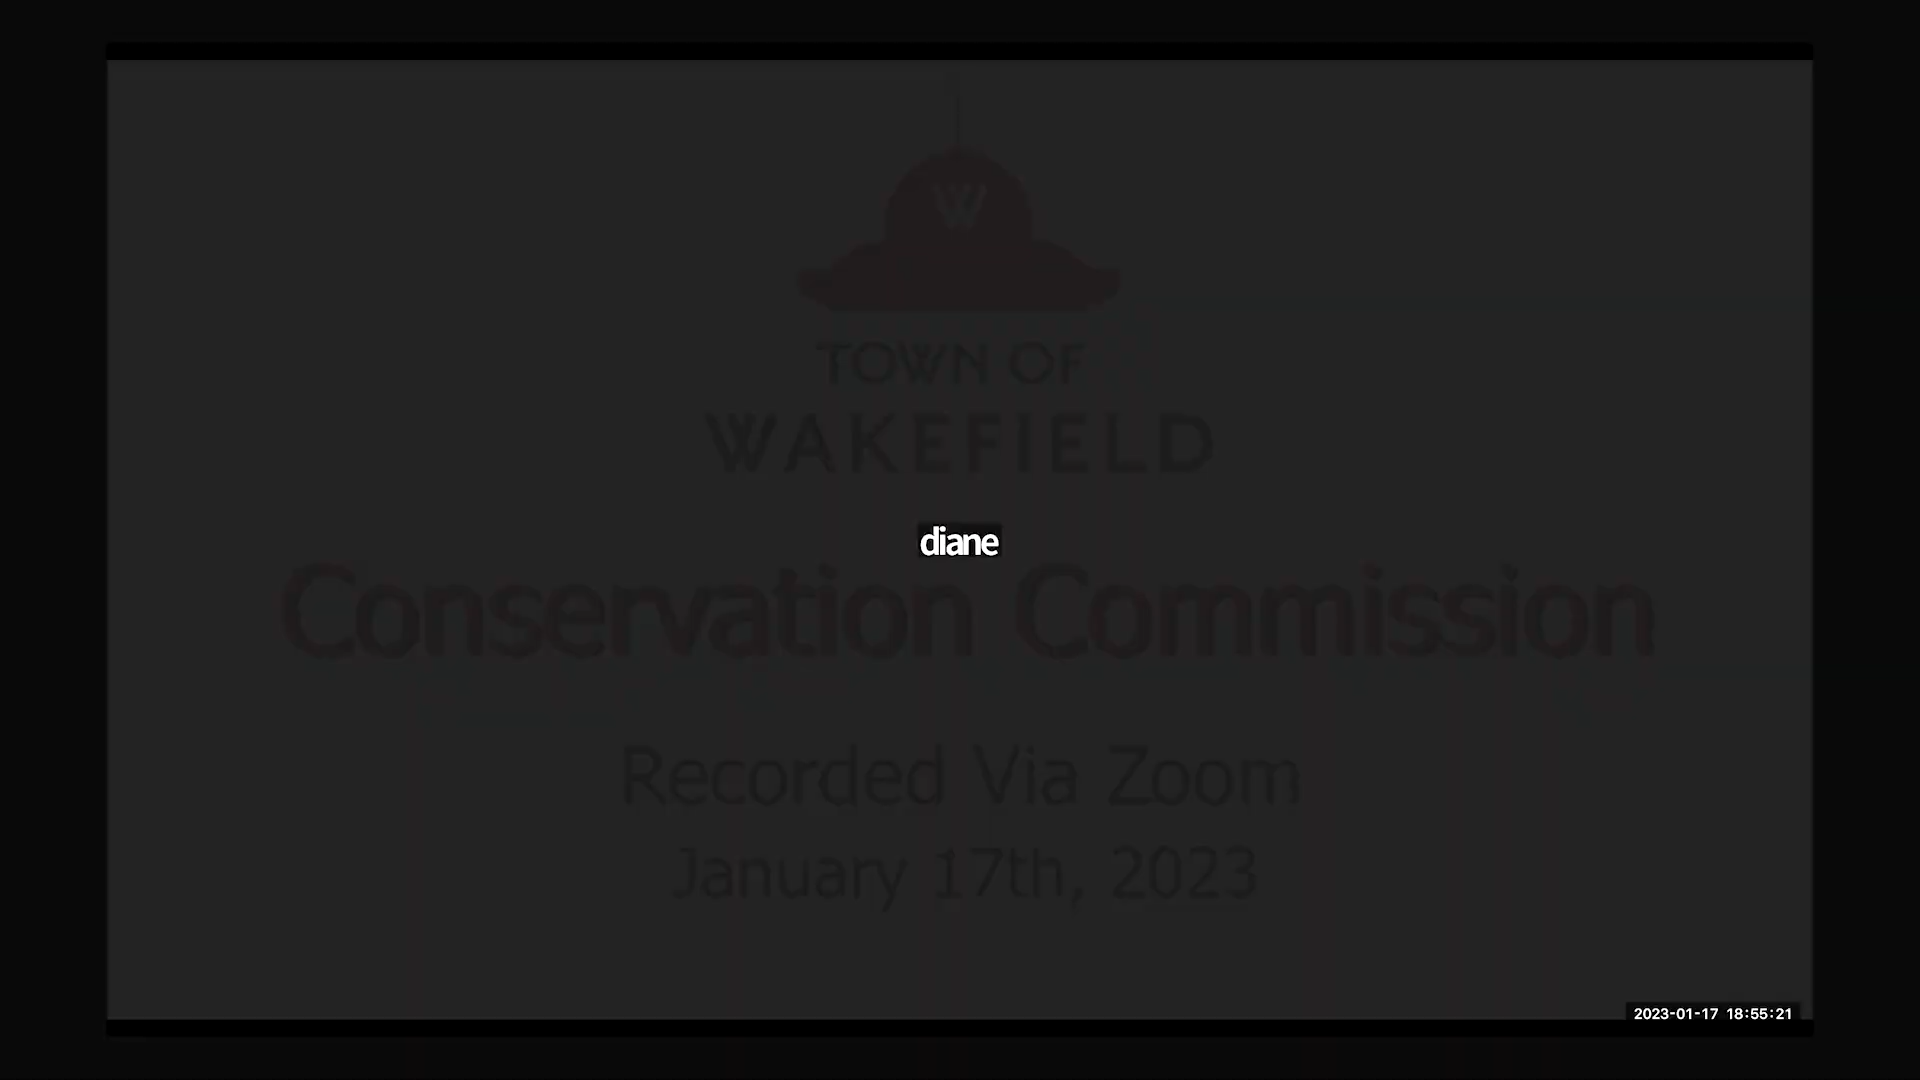 W
TOWN OF
WAKEFIELD
diane
Conservation Commission
Recorded Via Zoom
January 17th, 2023
2023-01-17 18:55:21